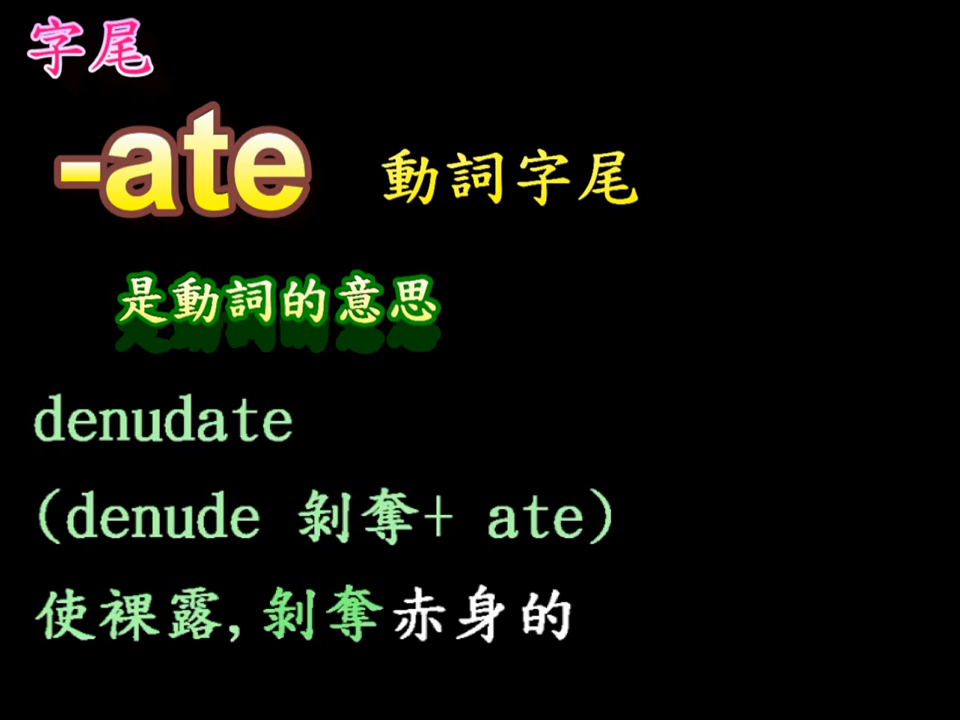 字尾
-ate 動詞字尾
是動詞的意思
denudate
(denude 剝奪+ ate)
使裸露,剝奪赤身的